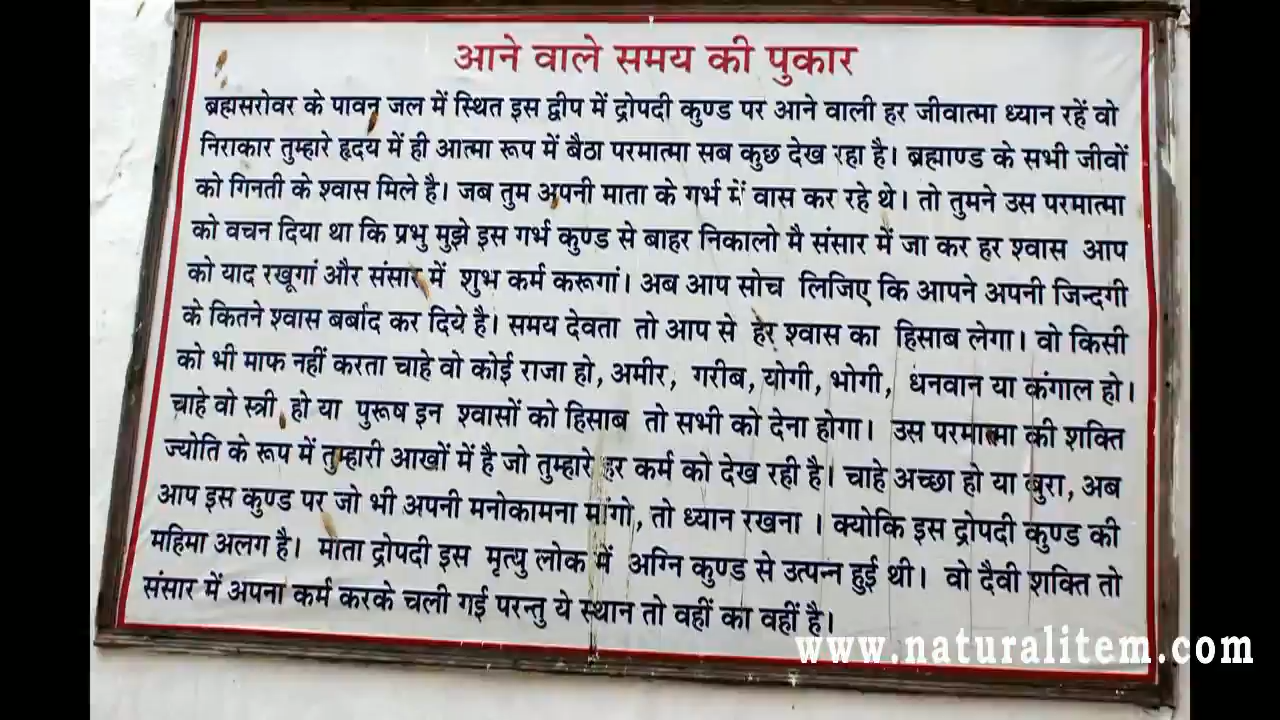 आने वाले समय की पुकार
ब्रह्मसरोवर के पावन जल में स्थित इस द्वीप में द्रोपदी कुण्ड पर आने वाली हर जीवात्मा ध्यान रहें वो
निराकार तुम्हारे हृदय में ही आत्मा रूप में बैठा परमात्मा सब कुछ देख रहा है। ब्रह्माण्ड के सभी जीवों
को गिनती के श्वास मिले है। जब तुम अपनी माता के गर्भ में वास कर रहे थे। तो तुमने उस परमात्मा
को वचन दिया था कि प्रभु मुझे इस गर्भ कुण्ड से बाहर निकालो मै संसार में जा कर हर श्वास आप
को याद रखूगां और संसार में शुभ कर्म करूगां। अब आप सोच लिजिए कि आपने अपनी जिन्दगी
के कितने श्वास बर्बाद कर दिये है। समय देवता तो आप से हर श्वास का हिसाब लेगा। वो किसी
को भी माफ नहीं करता चाहे वो कोई राजा हो, अमीर, गरीब, योगी, भोगी, धनवान या कंगाल हो।
चाहे वो स्त्री हो या पुरूष इन श्वासों को हिसाब तो सभी को देना होगा। उस परमात्मा की शक्ति
ज्योति के रूप में तुम्हारी आखों में है जो तुम्हारे हर कर्म को देख रही है। चाहे अच्छा हो या बुरा, अब
आप इस कुण्ड पर जो भी अपनी मनोकामना मांगो, तो ध्यान रखना । क्योकि इस द्रोपदी कुण्ड की
महिमा अलग है। माता द्रोपदी इस मृत्यु लोक में अग्नि कुण्ड से उत्पन्न हुई थी। वो दैवी शक्ति तो
संसार में अपना कर्म करके चली गई परन्तु ये स्थान तो वहीं का वहीं है।
www.naturalitem.com